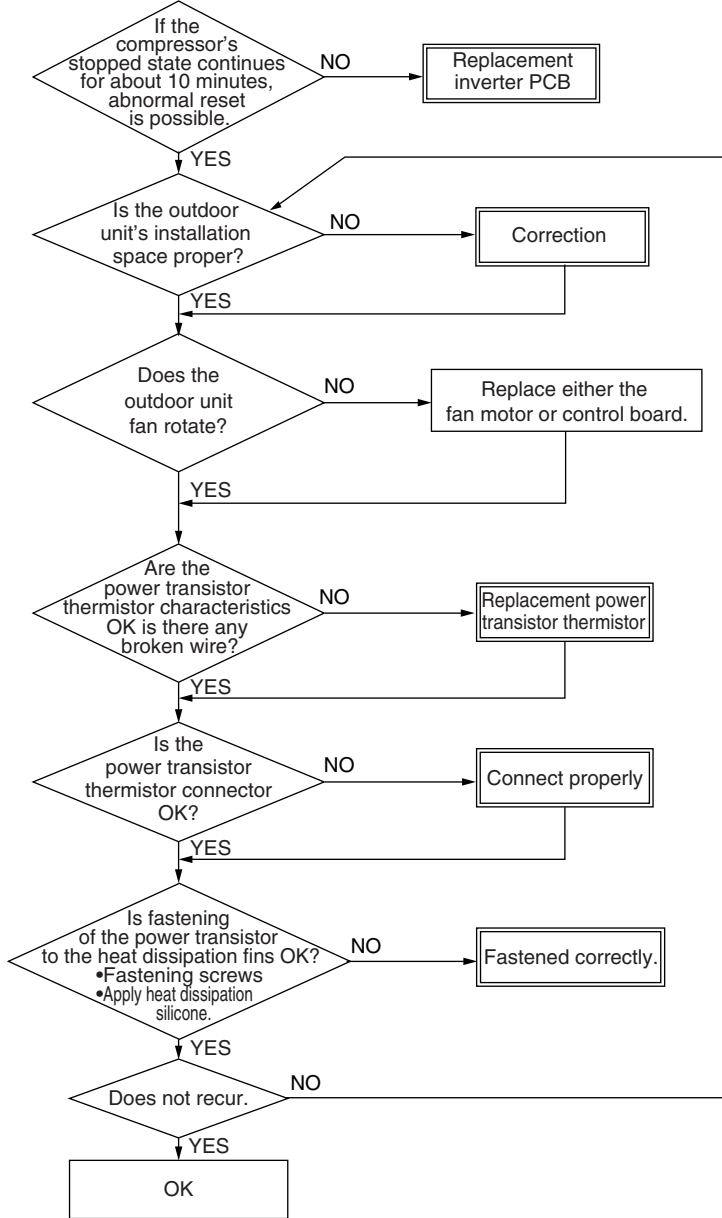 If the
compressor's
stopped state continues
for about 10 minutes,
abnormal reset
is possible.
NO
Replacement
inverter PCB
YES
Is the outdoor
unit's installation
space proper?
NO
Correction
YES
Does the
outdoor unit
fan rotate?
NO
Replace either the
fan motor or control board.
YES
Are the
power transistor
thermistor characteristics
OK is there any
broken wire?
NO
Replacement power
transistor thermistor
YES
Is the
power transistor
thermistor connector
OK?
NO
Connect properly
YES
Is fastening
of the power transistor
to the heat dissipation fins OK?
•Fastening screws
•Apply heat dissipation
silicone.
NO
Fastened correctly.
YES
Does not recur.
NO
YES
OK